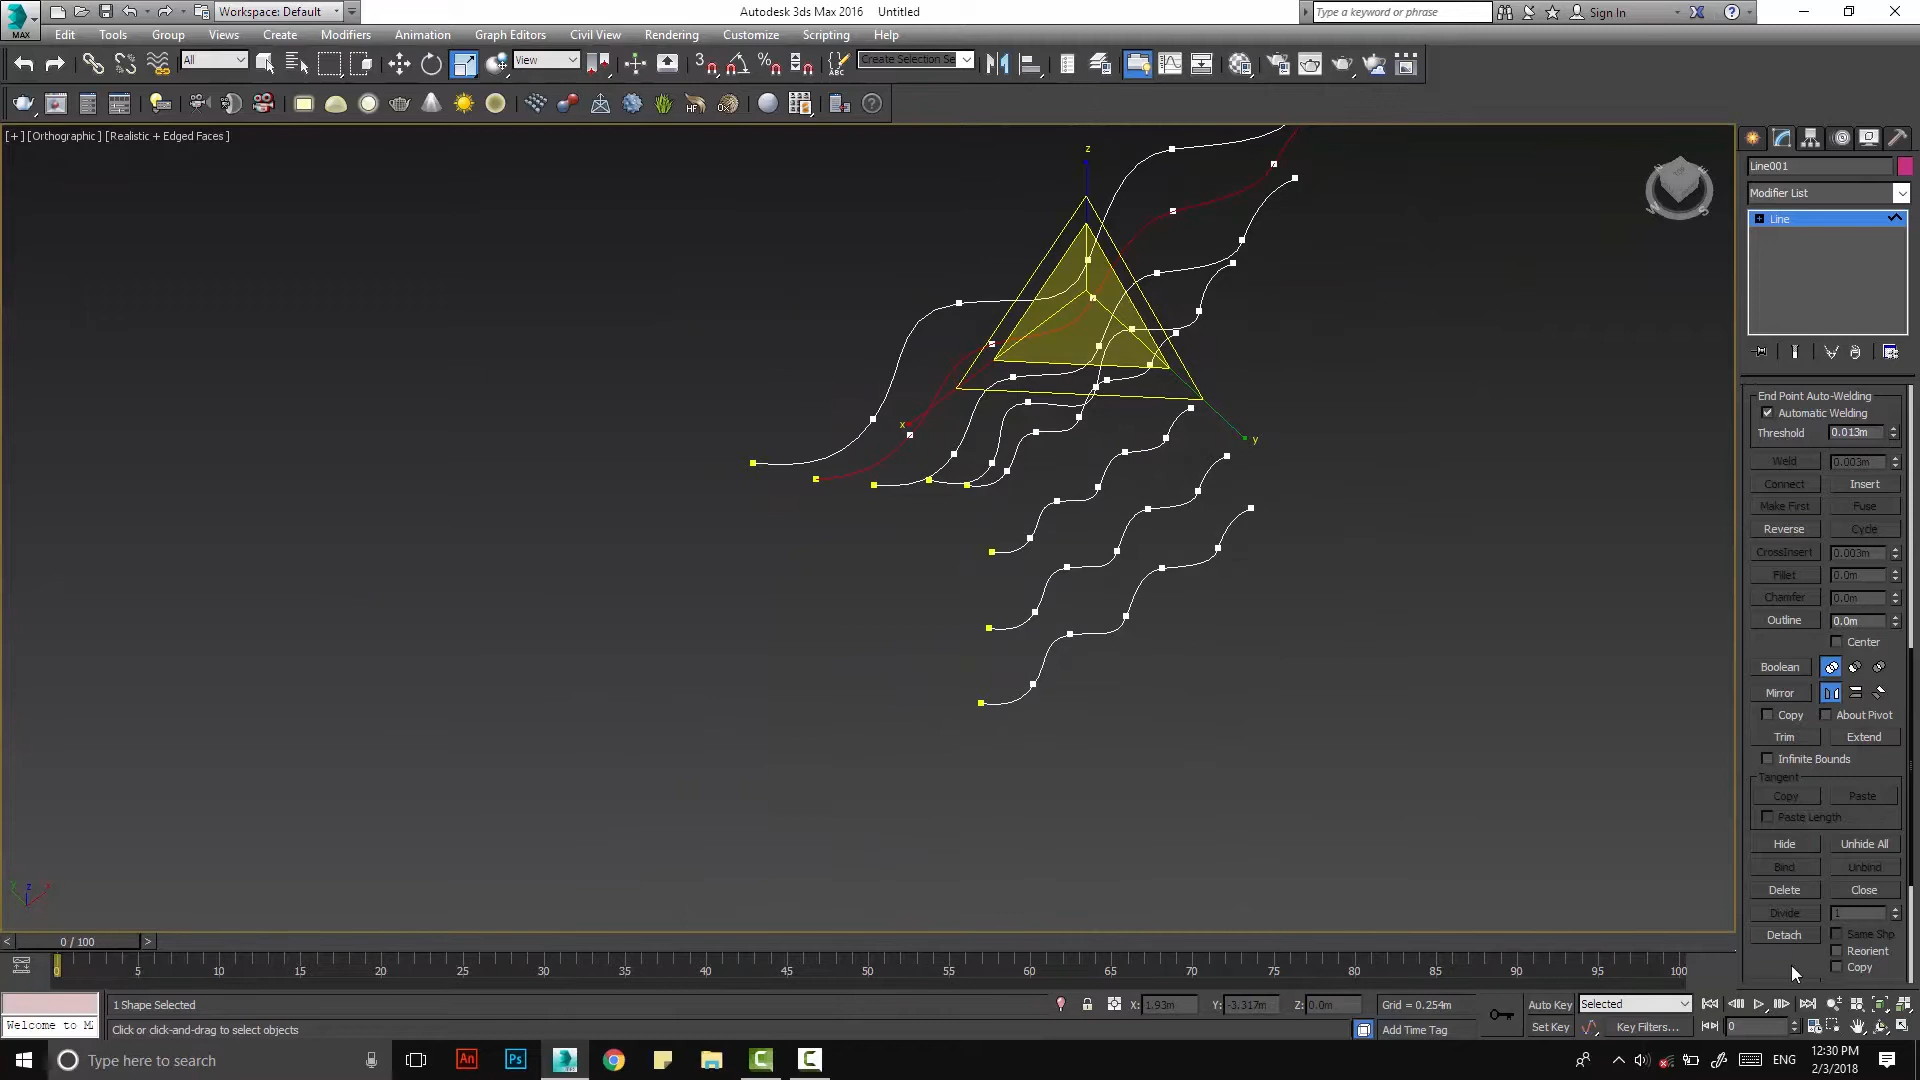 Workspace: Default
Autodesk 3ds Max 2016
Untitled
Type a keyword or phrase
Sign In
MAX
Edit
Tools
Group
Views
Create
Modifiers
Animation
Graph Editors
Civil View
Rendering
Customize
Scripting
Help
All
View
3
ABC
Create Selection Se
HF
[+] [Orthographic] [Realistic + Edged Faces]
z
x
y
Line001
Modifier List
Line
End Point Auto-Welding
Automatic Welding
Threshold 0.013m
Weld 0.003m
Connect Insert
Make First Fuse
Reverse Cycle
CrossInsert 0.003m
Fillet 0.0m
Chamfer 0.0m
Outline 0.0m
Center
Boolean
Mirror
Copy About Pivot
Trim Extend
Infinite Bounds
Tangent
Copy Paste
Paste Length
Hide Unhide All
Bind Unbind
Delete Close
Divide 1
Detach Same Shp
Reorient
Copy
z
< 0 / 100 >
0 5 10 15 20 25 30 35 40 45 50 55 60 65 70 75 80 85 90 95 100
1 Shape Selected
X: 1.93m Y: -3.317m Z: 0.0m Grid = 0.254m
Auto Key Selected
Welcome to M
Click or click-and-drag to select objects
Add Time Tag
Set Key Key Filters...
0
Type here to search
An
Ps
ENG
12:30 PM
2/3/2018